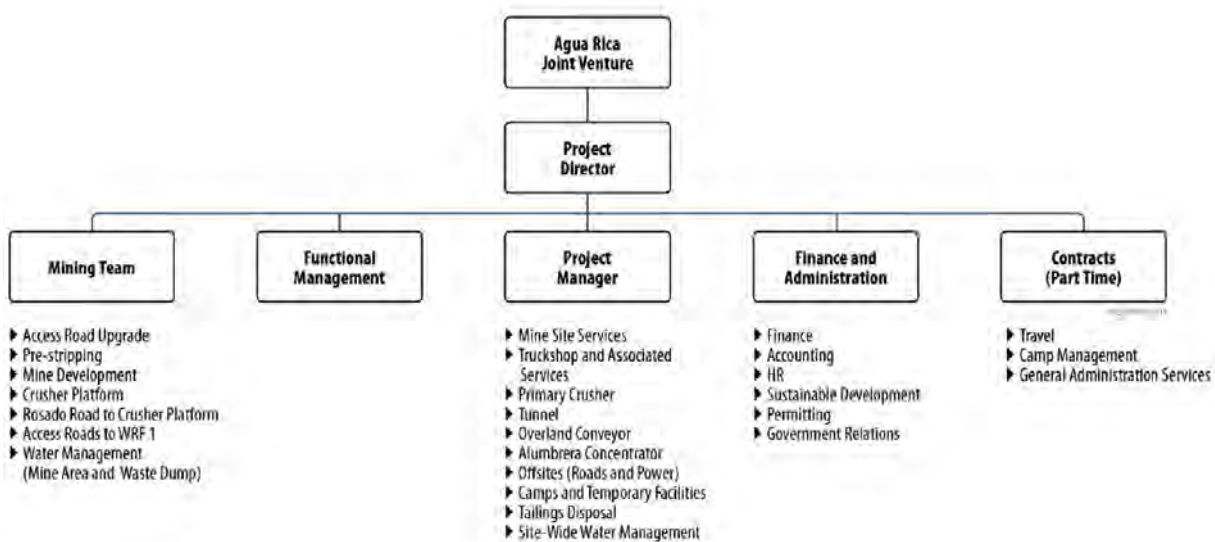 Agua Rica
Joint Venture
Project
Director
Mining Team
Functional
Management
Project
Manager
Finance and
Administration
Contracts
(Part Time)
Access Road Upgrade
Pre-stripping
Mine Development
Crusher Platform
Rosado Road to Crusher Platform
Access Roads to WRF 1
Water Management
(Mine Area and Waste Dump)
Mine Site Services
Truckshop and Associated
Services
Primary Crusher
Tunnel
Overland Conveyor
Alumbrera Concentrator
Offsites (Roads and Power)
Camps and Temporary Facilities
Tailings Disposal
Site-Wide Water Management
Finance
Accounting
HR
Sustainable Development
Permitting
Government Relations
Travel
Camp Management
General Administration Services